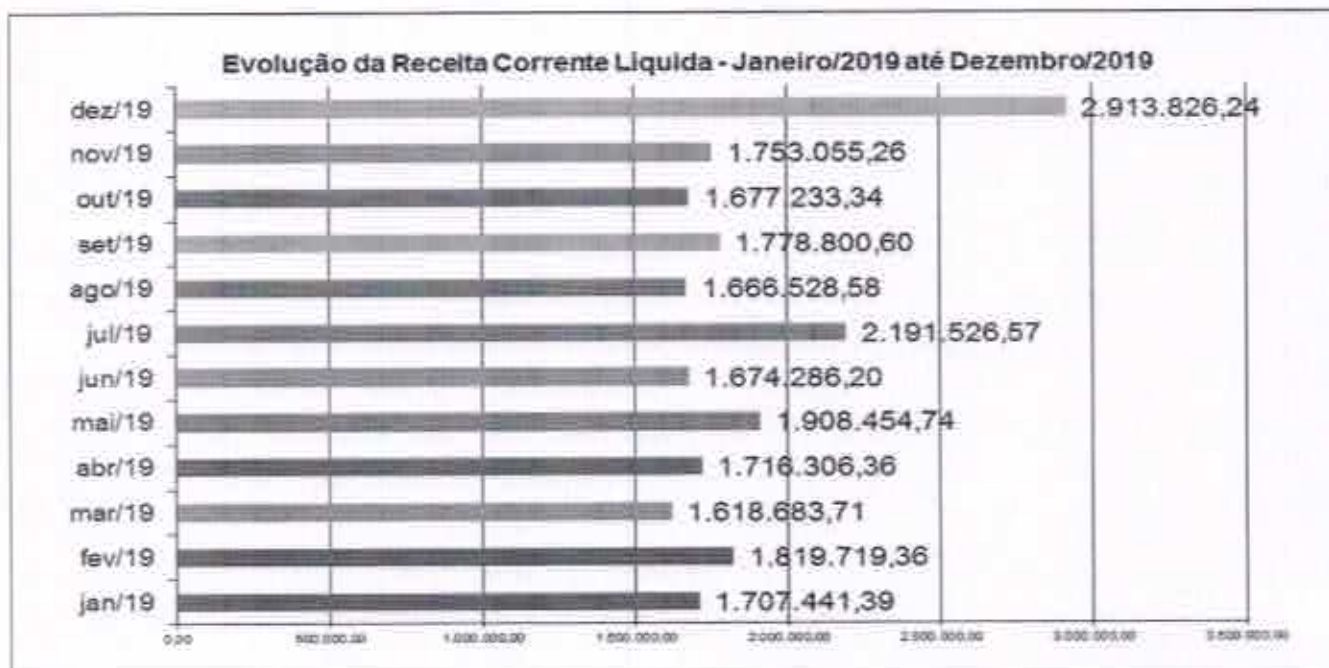 Evolução da Receita Corrente Líquida - Janeiro/2019 até Dezembro/2019
dez/19 2.913.826,24
nov/19 1.753.055,26
out/19 1.677.233,34
set/19 1.778.800,60
ago/19 1.666.528,58
jul/19 2.191.526,57
jun/19 1.674.286,20
mai/19 1.908.454,74
abr/19 1.716.306,36
mar/19 1.618.683,71
fev/19 1.819.719,36
jan/19 1.707.441,39
0,00 500.000,00 1.000.000,00 1.500.000,00 2.000.000,00 2.500.000,00 3.000.000,00 3.500.000,00